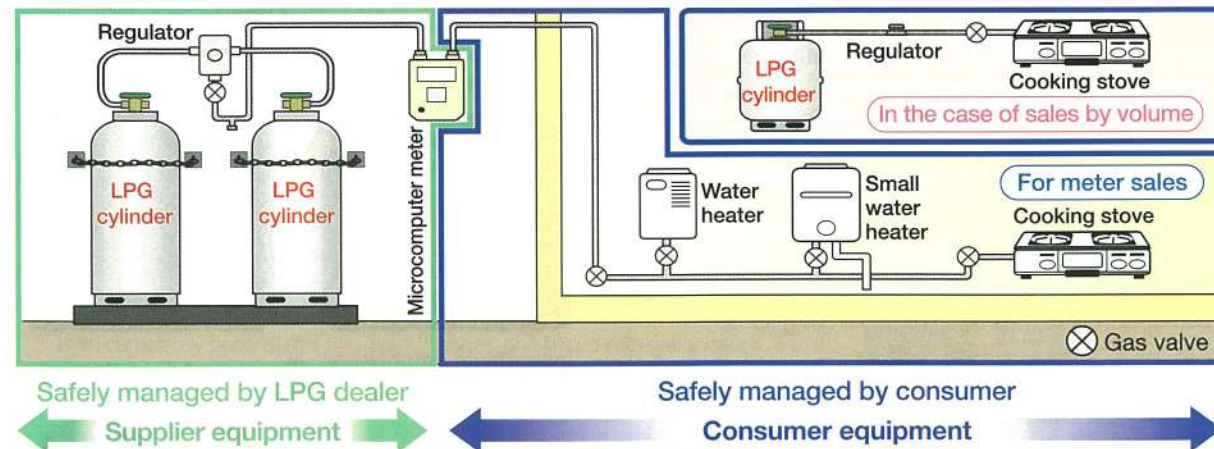 Regulator
LPG
cylinder
LPG
cylinder
Microcomputer meter
LPG
cylinder
Regulator
Cooking stove
In the case of sales by volume
Water
heater
Small
water
heater
For meter sales
Cooking stove
Gas valve
Safely managed by LPG dealer
Supplier equipment
Safely managed by consumer
Consumer equipment